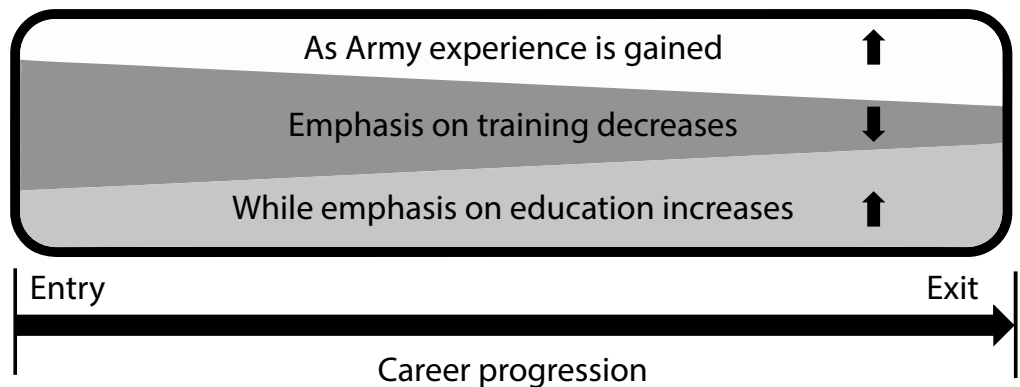 As Army experience is gained
Emphasis on training decreases
While emphasis on education increases
Entry
Exit
Career progression